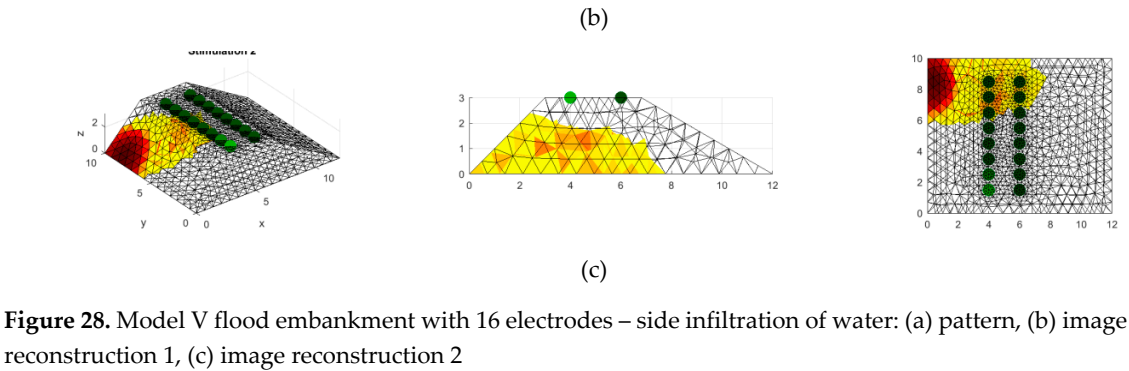 (b)
Stimulation 2
z
2
0
10
5
0
y
0
5
10
x
3
2
1
0
0 2 4 6 8 10 12
10
8
6
4
2
0
0 2 4 6 8 10 12
(c)
Figure 28. Model V flood embankment with 16 electrodes – side infiltration of water: (a) pattern, (b) image
reconstruction 1, (c) image reconstruction 2